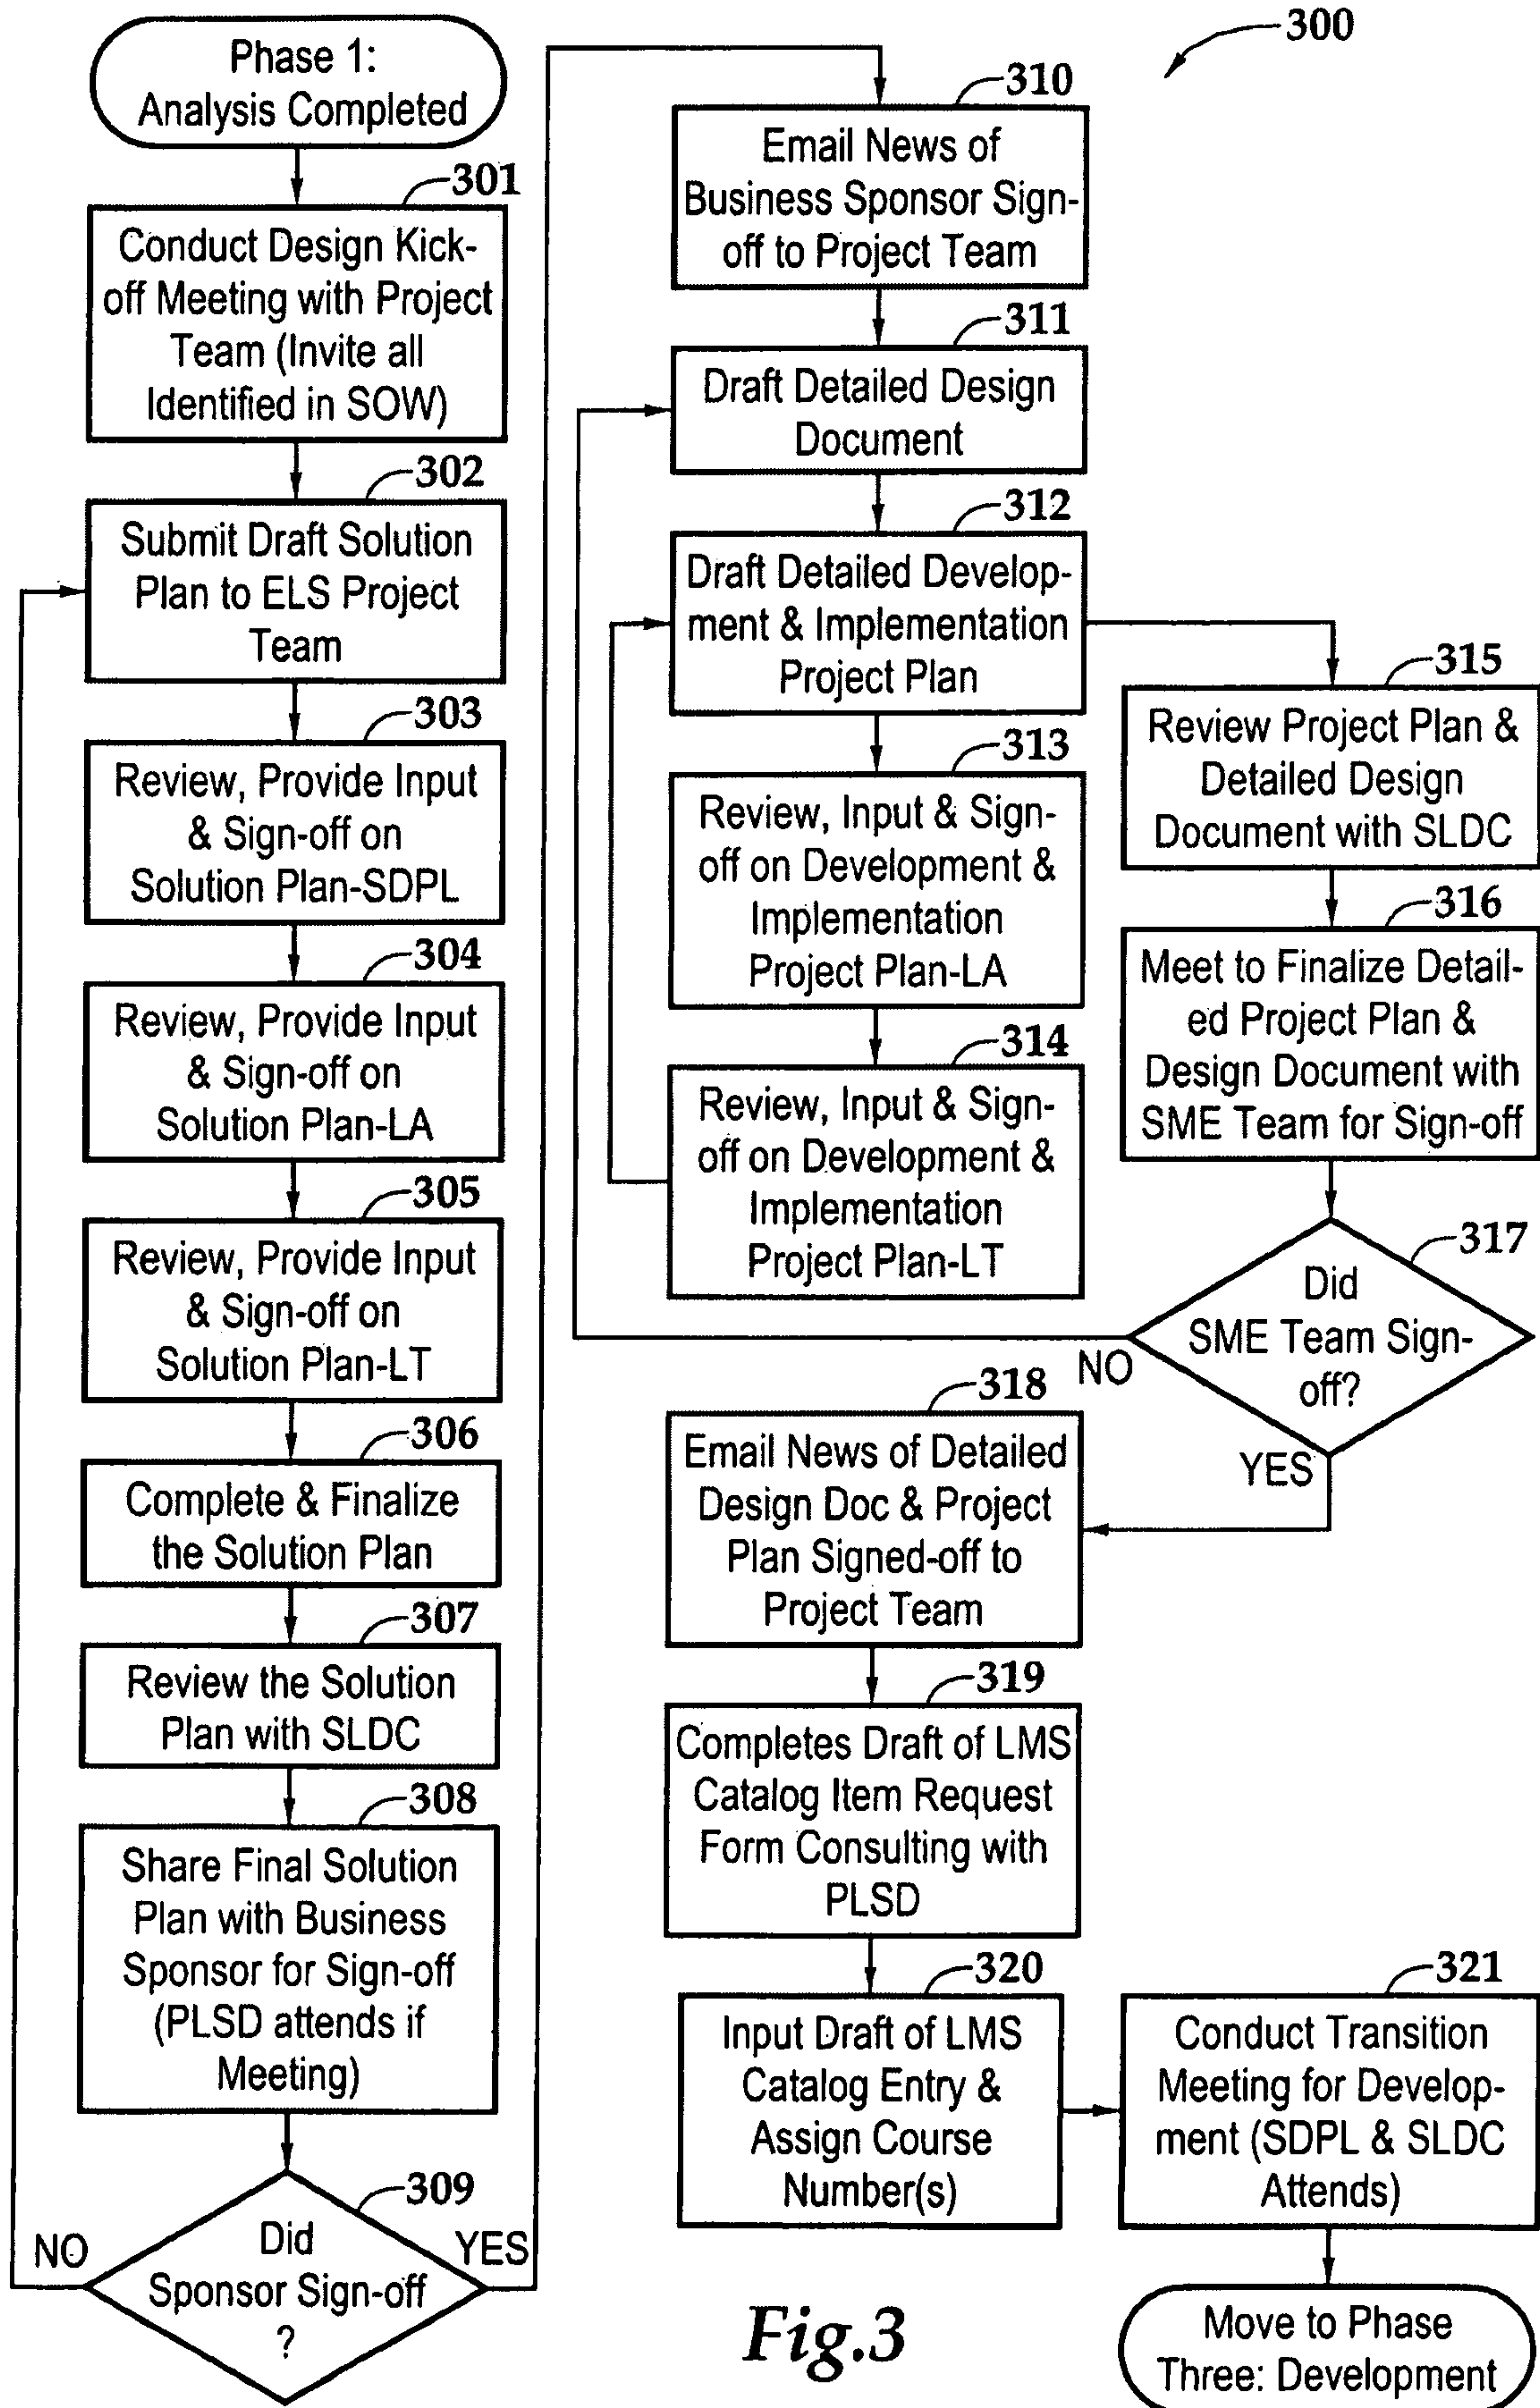 300
Phase 1:
Analysis Completed
301
Conduct Design Kick-
off Meeting with Project
Team (Invite all
Identified in SOW)
302
Submit Draft Solution
Plan to ELS Project
Team
303
Review, Provide Input
& Sign-off on
Solution Plan-SDPL
304
Review, Provide Input
& Sign-off on
Solution Plan-LA
305
Review, Provide Input
& Sign-off on
Solution Plan-LT
306
Complete & Finalize
the Solution Plan
307
Review the Solution
Plan with SLDC
308
Share Final Solution
Plan with Business
Sponsor for Sign-off
(PLSD attends if
Meeting)
309
Did
Sponsor Sign-off
?
NO
YES
310
Email News of
Business Sponsor Sign-
off to Project Team
311
Draft Detailed Design
Document
312
Draft Detailed Develop-
ment & Implementation
Project Plan
313
Review, Input & Sign-
off on Development &
Implementation
Project Plan-LA
314
Review, Input & Sign-
off on Development &
Implementation
Project Plan-LT
315
Review Project Plan &
Detailed Design
Document with SLDC
316
Meet to Finalize Detail-
ed Project Plan &
Design Document with
SME Team for Sign-off
317
Did
SME Team Sign-
off?
NO
YES
318
Email News of Detailed
Design Doc & Project
Plan Signed-off to
Project Team
319
Completes Draft of LMS
Catalog Item Request
Form Consulting with
PLSD
320
Input Draft of LMS
Catalog Entry &
Assign Course
Number(s)
321
Conduct Transition
Meeting for Develop-
ment (SDPL & SLDC
Attends)
Move to Phase
Three: Development
Fig.3